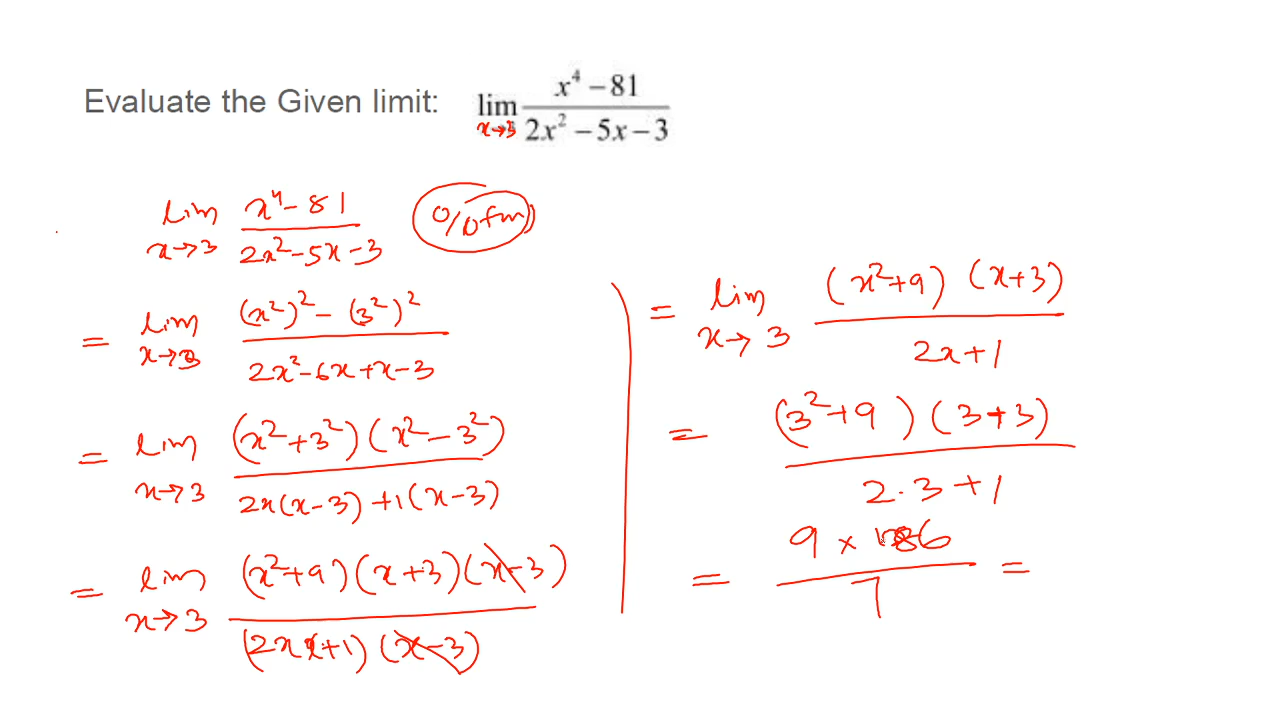 Evaluate the Given limit: lim x→3 (x⁴ − 81)/(2x² − 5x − 3)
lim x→3 (x⁴ − 81)/(2x² − 5x − 3) (0/0 fm)
= lim x→3 ((x²)² − (3²)²)/(2x² − 6x + x − 3)
= lim x→3 (x² + 3²)(x² − 3²)/(2x(x − 3) + 1(x − 3))
= lim x→3 (x² + 9)(x + 3)(x − 3)/((2x + 1)(x − 3))
= lim x→3 (x² + 9)(x + 3)/(2x + 1)
= (3² + 9)(3 + 3)/(2·3 + 1)
= 9 × 6/7 =